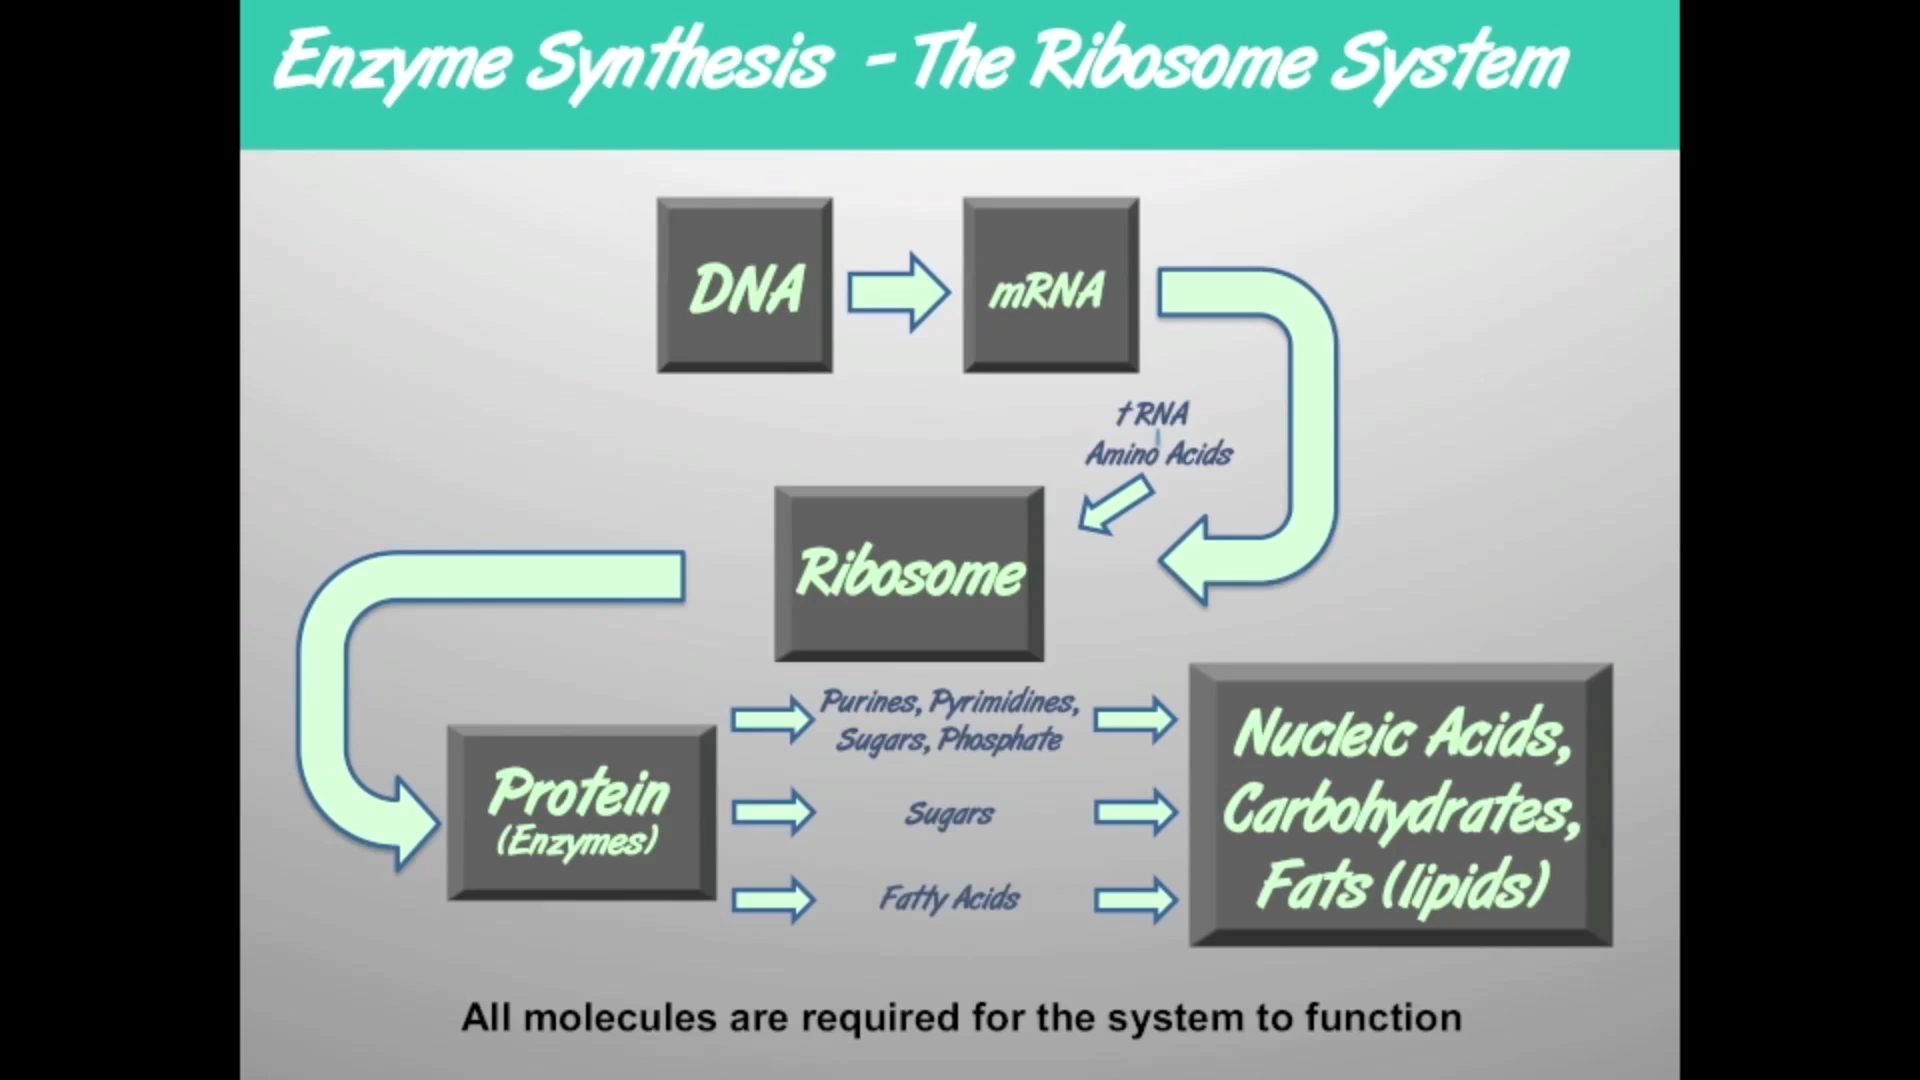 Enzyme Synthesis - The Ribosome System
DNA
mRNA
tRNA
Amino Acids
Ribosome
Purines, Pyrimidines,
Sugars, Phosphate
Protein
(Enzymes)
Sugars
Fatty Acids
Nucleic Acids,
Carbohydrates,
Fats (lipids)
All molecules are required for the system to function